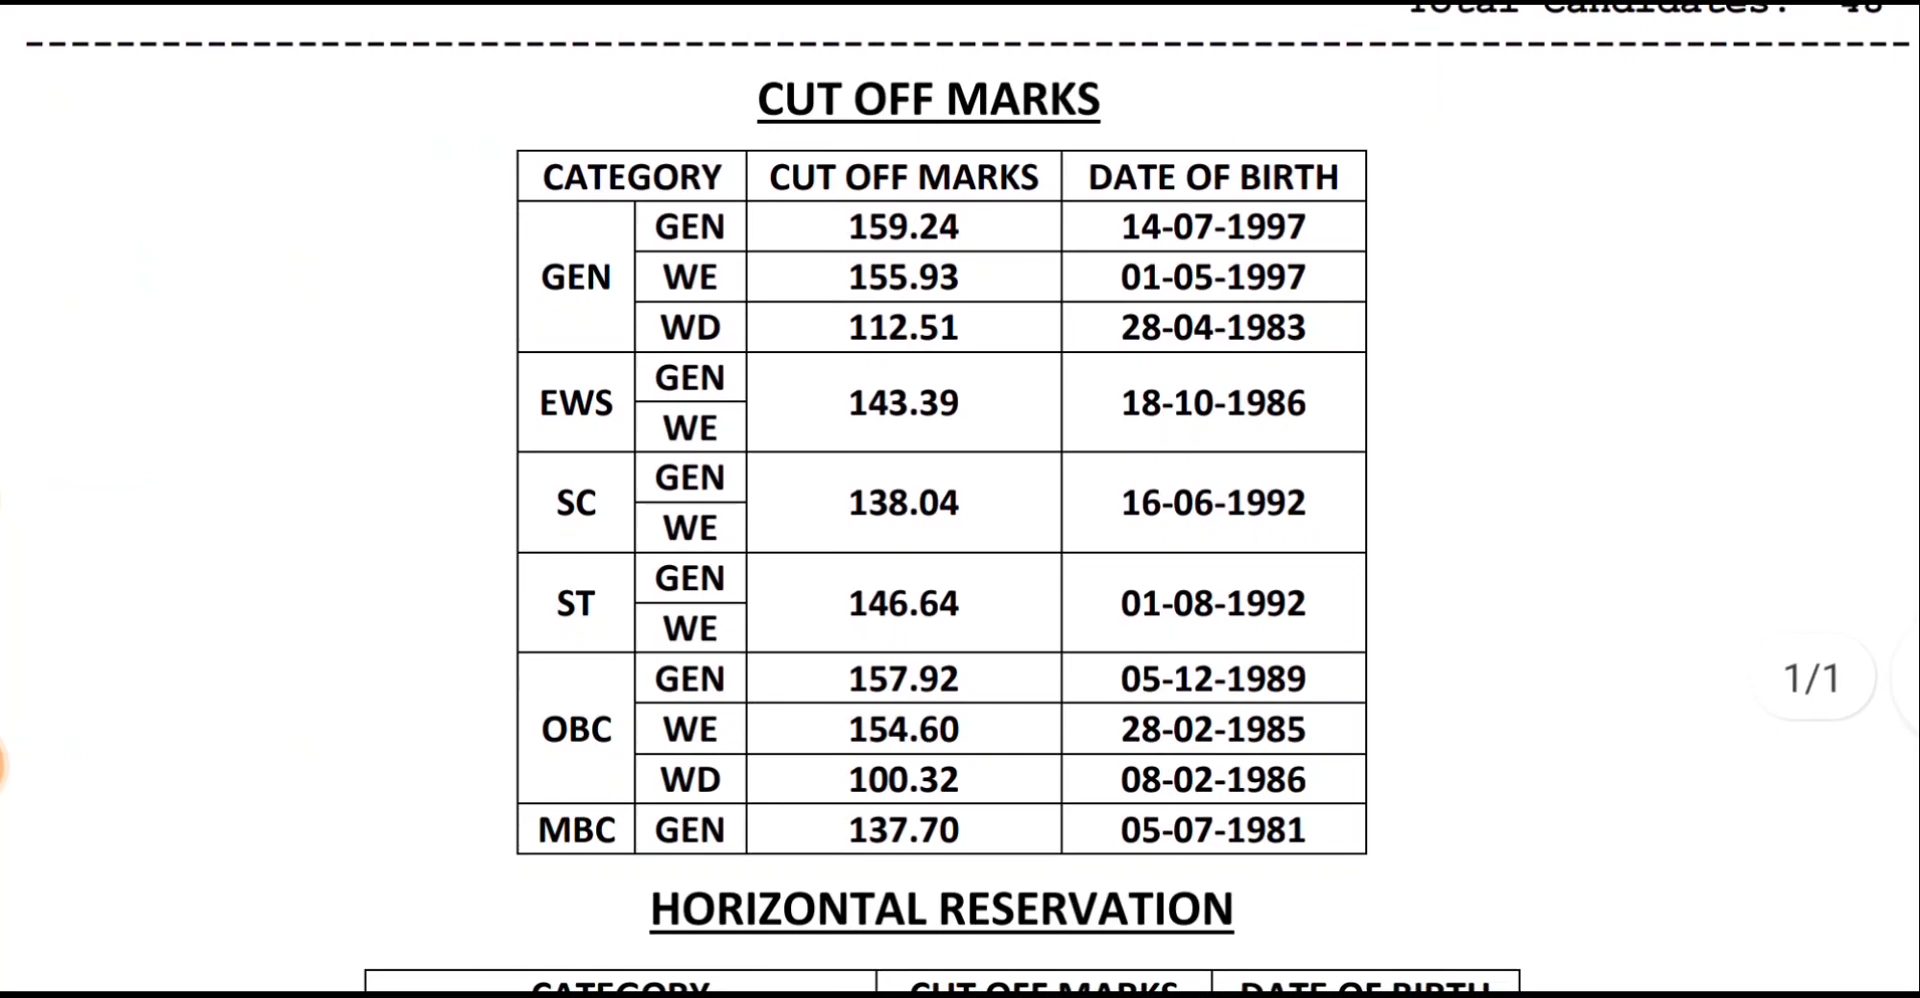 Total Candidates: 48
CUT OFF MARKS
CATEGORY CUT OFF MARKS DATE OF BIRTH
GEN GEN 159.24 14-07-1997
WE 155.93 01-05-1997
WD 112.51 28-04-1983
EWS GEN 143.39 18-10-1986
WE
SC GEN 138.04 16-06-1992
WE
ST GEN 146.64 01-08-1992
WE
OBC GEN 157.92 05-12-1989
WE 154.60 28-02-1985
WD 100.32 08-02-1986
MBC GEN 137.70 05-07-1981
1/1
HORIZONTAL RESERVATION
CATEGORY CUT OFF MARKS DATE OF BIRTH